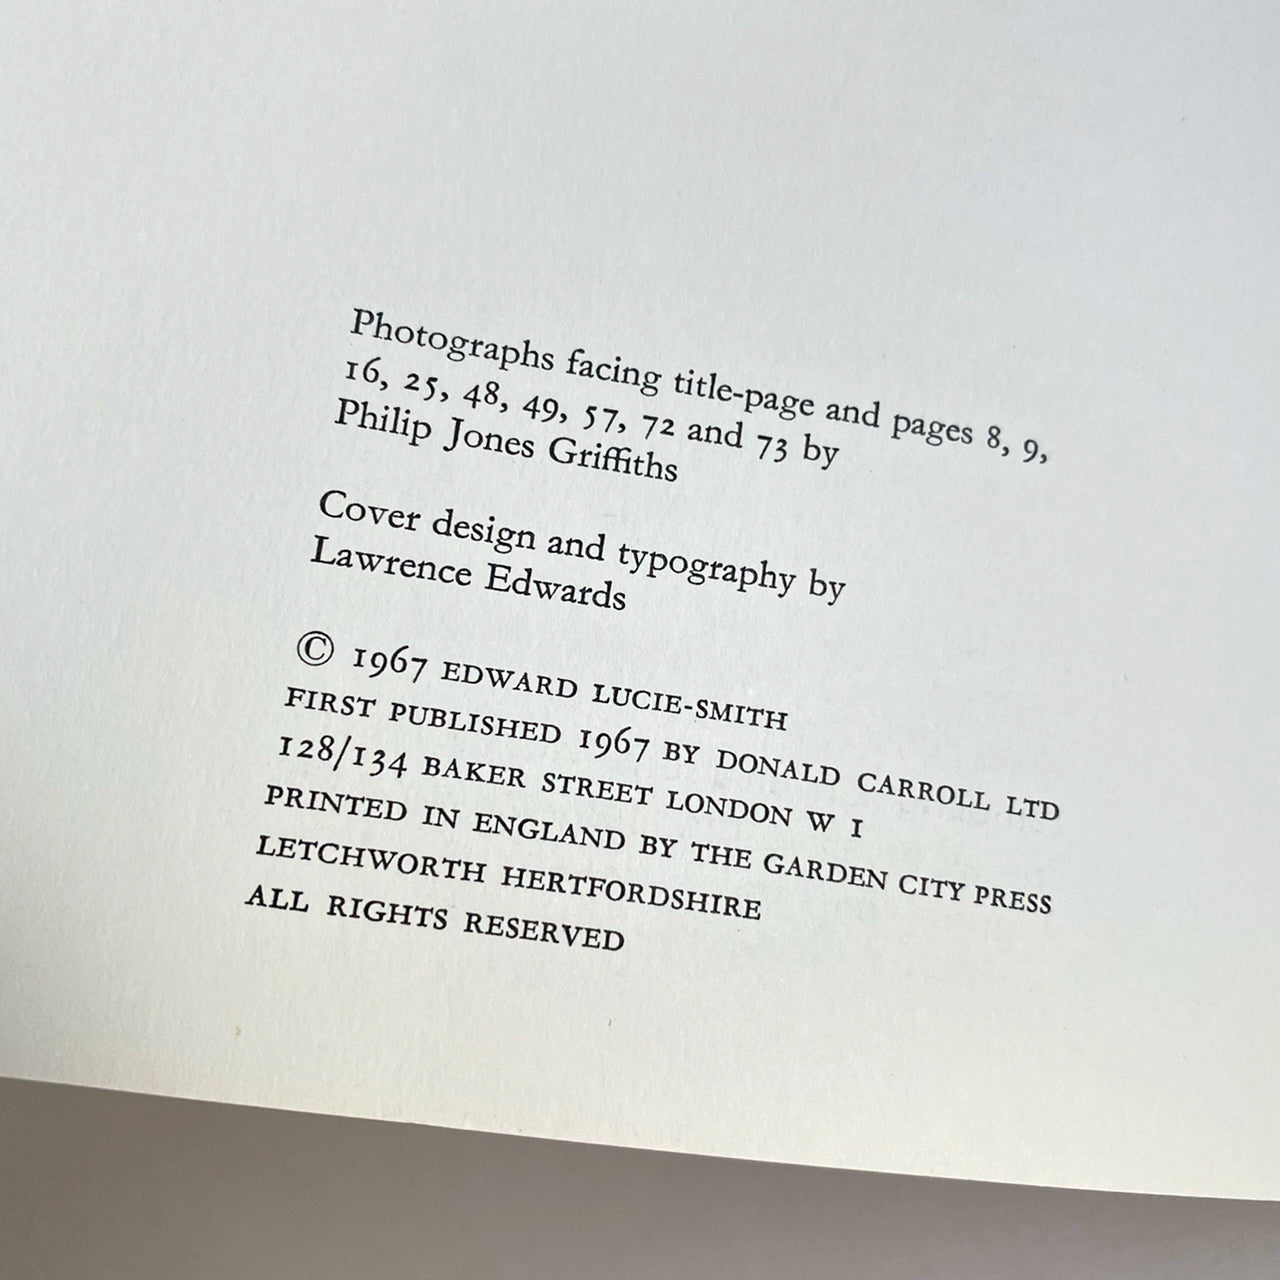 Photographs facing title-page and pages 8, 9,
16, 25, 48, 49, 57, 72 and 73 by
Philip Jones Griffiths
Cover design and typography by
Lawrence Edwards
© 1967 EDWARD LUCIE-SMITH
FIRST PUBLISHED 1967 BY DONALD CARROLL LTD
128/134 BAKER STREET LONDON W 1
PRINTED IN ENGLAND BY THE GARDEN CITY PRESS
LETCHWORTH HERTFORDSHIRE
ALL RIGHTS RESERVED